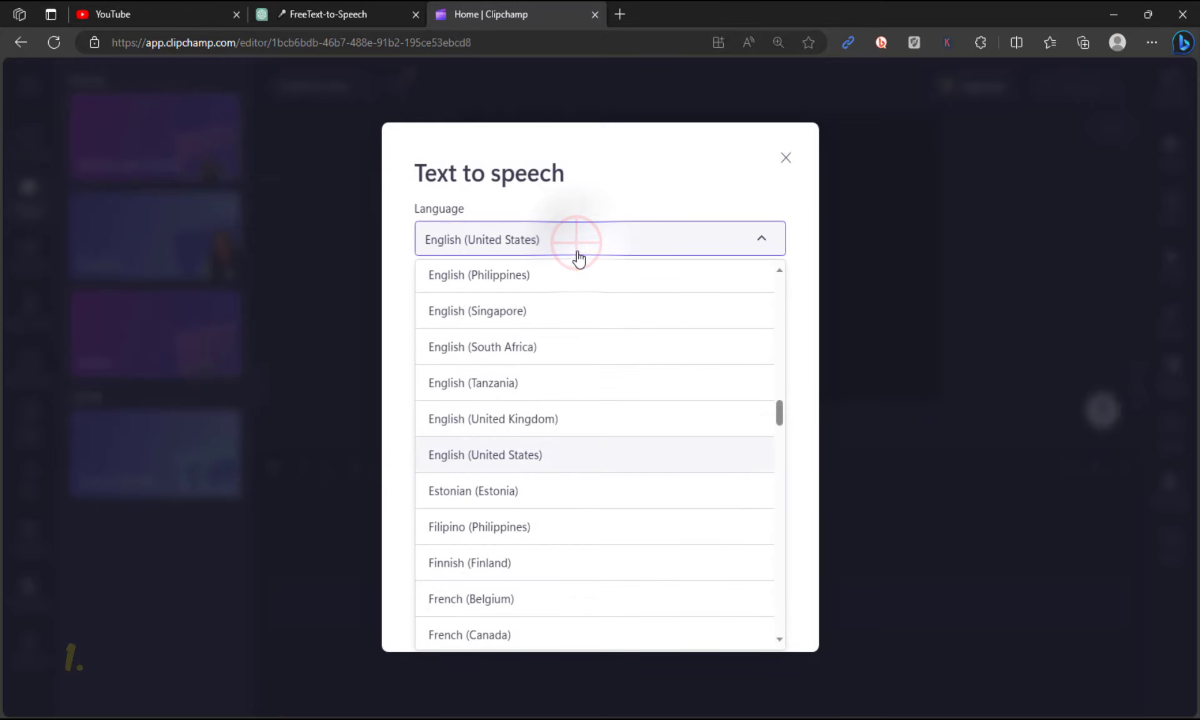 YouTube
FreeText-to-Speech
Home | Clipchamp
https://app.clipchamp.com/editor/1bcb6bdb-46b7-488e-91b2-195ce53ebcd8
Text to speech
Language
English (United States)
English (Philippines)
English (Singapore)
English (South Africa)
English (Tanzania)
English (United Kingdom)
English (United States)
Estonian (Estonia)
Filipino (Philippines)
Finnish (Finland)
French (Belgium)
French (Canada)
1.